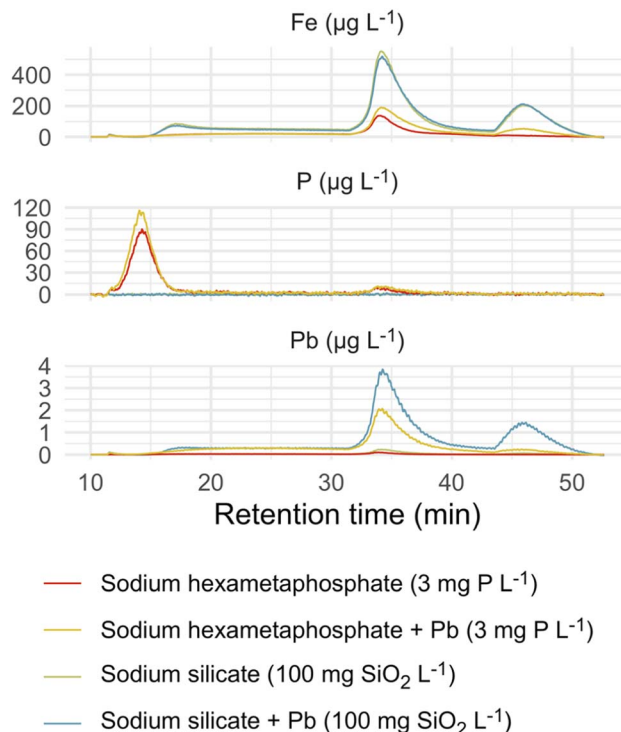 Fe (µg L⁻¹)
400
200
0
P (µg L⁻¹)
120
90
60
30
0
Pb (µg L⁻¹)
4
3
2
1
0
10 20 30 40 50
Retention time (min)
Sodium hexametaphosphate (3 mg P L⁻¹)
Sodium hexametaphosphate + Pb (3 mg P L⁻¹)
Sodium silicate (100 mg SiO₂ L⁻¹)
Sodium silicate + Pb (100 mg SiO₂ L⁻¹)